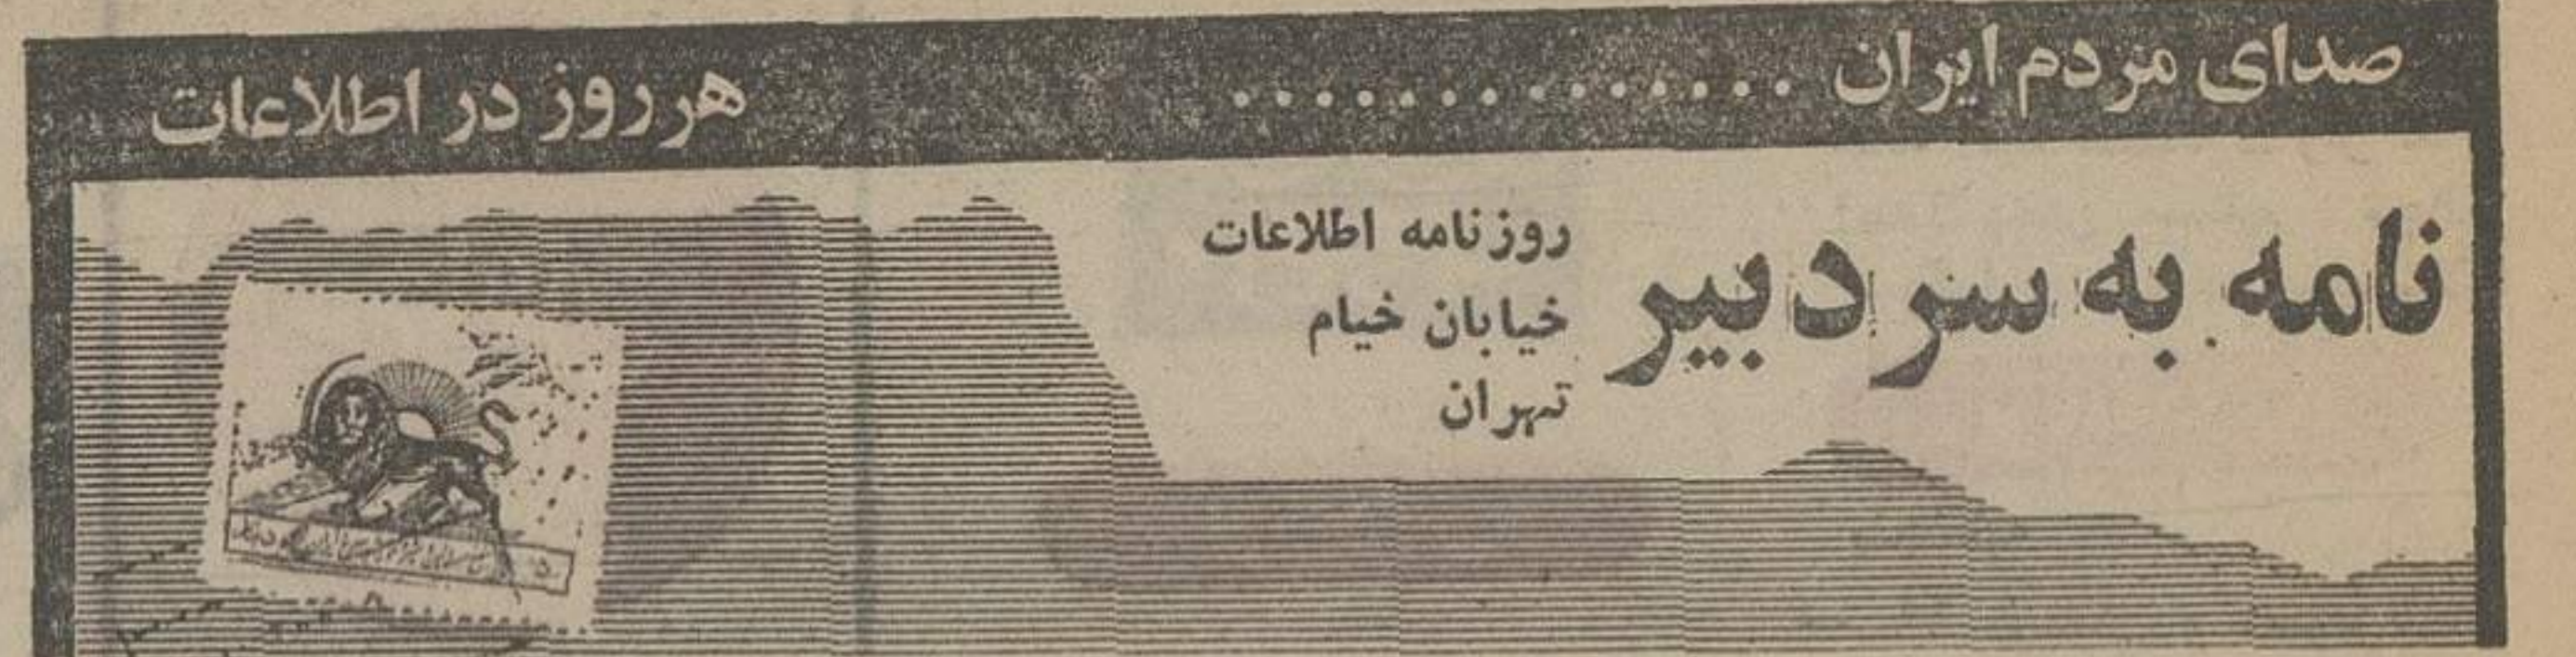 صدای مردم ایران ..............
هر روز در اطلاعات
نامه به سردبیر
روزنامه اطلاعات
خیابان خیام
تهران